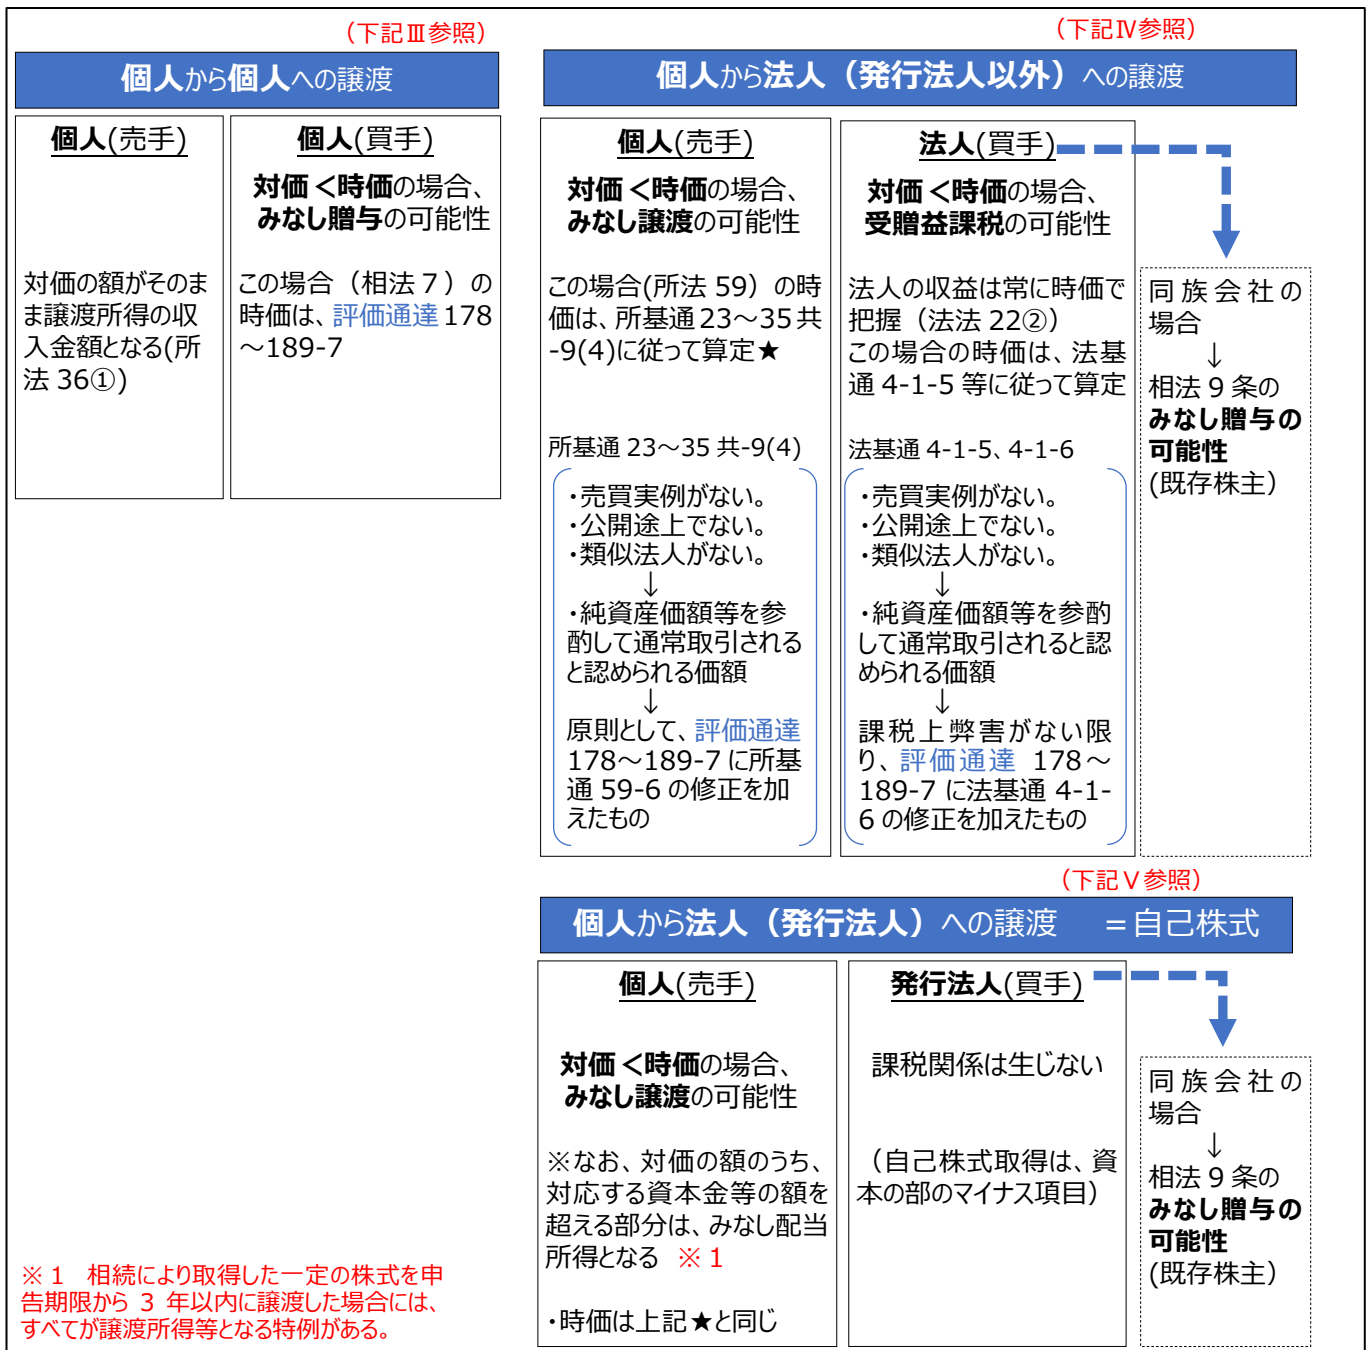 （下記Ⅲ参照）
個人から個人への譲渡
個人(売手)
対価の額がそのま
ま譲渡所得の収
入金額となる(所
法 36①)
個人(買手)
対価＜時価の場合、
みなし贈与の可能性
この場合（相法７）の
時価は、評価通達 178
～189-7
（下記Ⅳ参照）
個人から法人（発行法人以外）への譲渡
個人(売手)
対価＜時価の場合、
みなし譲渡の可能性
この場合(所法 59）の時
価は、所基通 23～35 共
-9(4)に従って算定★
所基通 23～35 共-9(4)
・売買実例がない。
・公開途上でない。
・類似法人がない。
↓
・純資産価額等を参
酌して通常取引される
と認められる価額
↓
原則として、評価通達
178～189-7 に所基
通 59-6 の修正を加
えたもの
法人(買手)
対価＜時価の場合、
受贈益課税の可能性
法人の収益は常に時価で
把握（法法 22②）
この場合の時価は、法基
通 4-1-5 等に従って算定
法基通 4-1-5、4-1-6
・売買実例がない。
・公開途上でない。
・類似法人がない。
↓
・純資産価額等を参酌
して通常取引されると認
められる価額
↓
課税上弊害がない限
り、評価通達 178～
189-7 に法基通 4-1-
6 の修正を加えたもの
同族会社の
場合
↓
相法 9 条の
みなし贈与の
可能性
(既存株主）
（下記Ⅴ参照）
個人から法人（発行法人）への譲渡　＝自己株式
個人(売手)
対価＜時価の場合、
みなし譲渡の可能性
※なお、対価の額のうち、
対応する資本金等の額を
超える部分は、みなし配当
所得となる ※１
・時価は上記★と同じ
発行法人(買手)
課税関係は生じない
（自己株式取得は、資
本の部のマイナス項目）
同族会社の
場合
↓
相法 9 条の
みなし贈与の
可能性
(既存株主）
※１　相続により取得した一定の株式を申
告期限から 3 年以内に譲渡した場合には、
すべてが譲渡所得等となる特例がある。